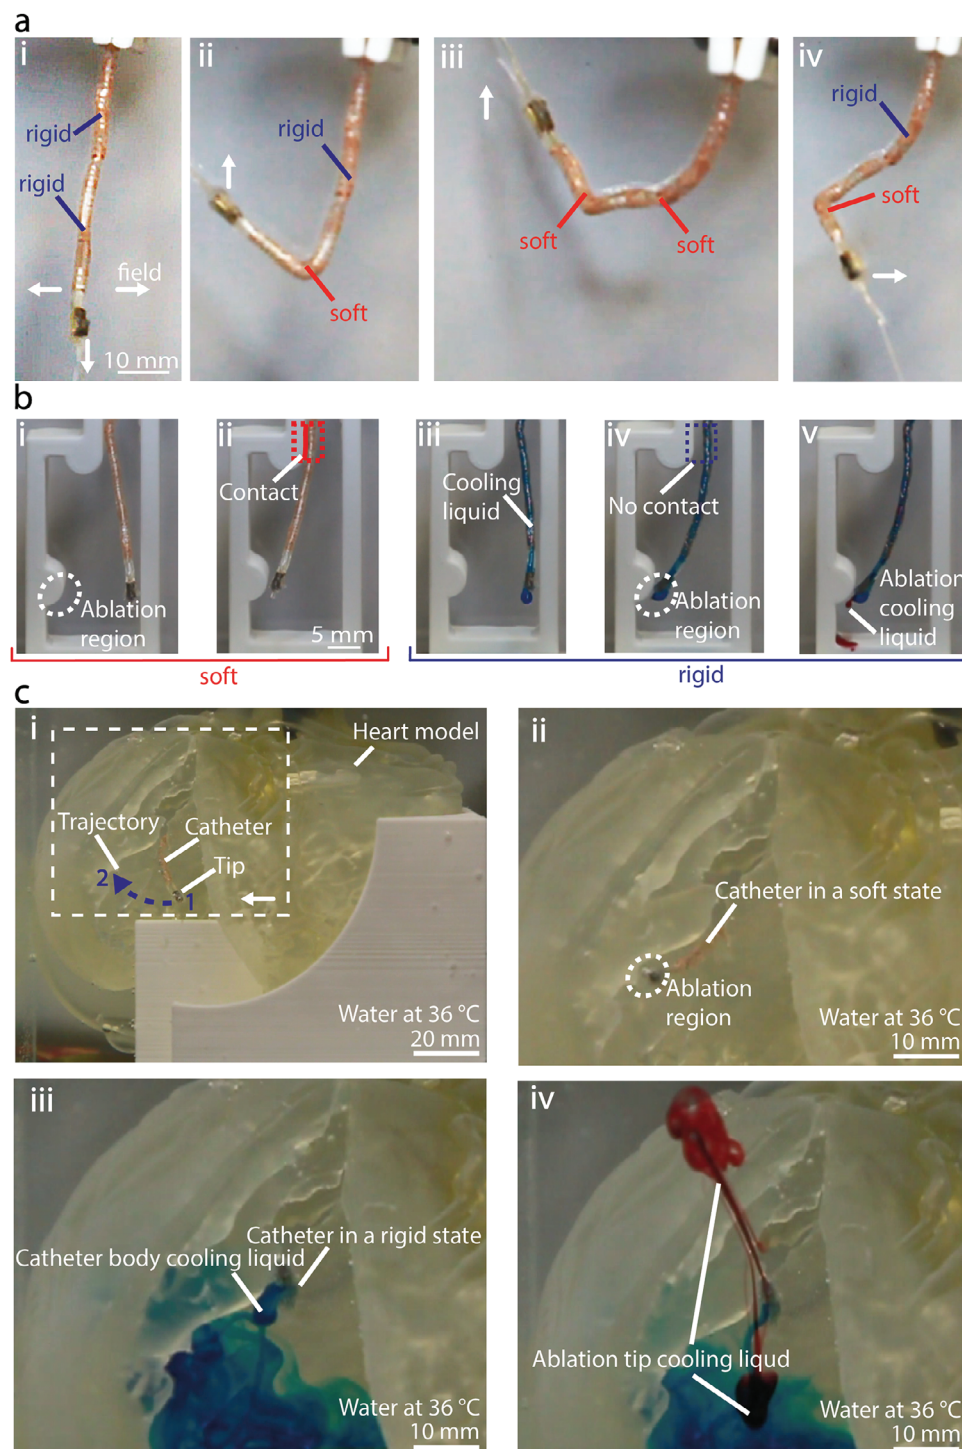 a
i
rigid
rigid
field
10 mm
ii
rigid
soft
iii
soft
soft
iv
rigid
soft
b
i
Ablation
region
ii
Contact
5 mm
iii
Cooling
liquid
iv
No contact
Ablation
region
v
Ablation
cooling
liquid
soft
rigid
c
i
Heart model
Trajectory
Catheter
Tip
2
1
Water at 36 °C
20 mm
ii
Catheter in a soft state
Ablation
region
Water at 36 °C
10 mm
iii
Catheter in a rigid state
Catheter body cooling liquid
Water at 36 °C
10 mm
iv
Ablation tip cooling liqud
Water at 36 °C
10 mm